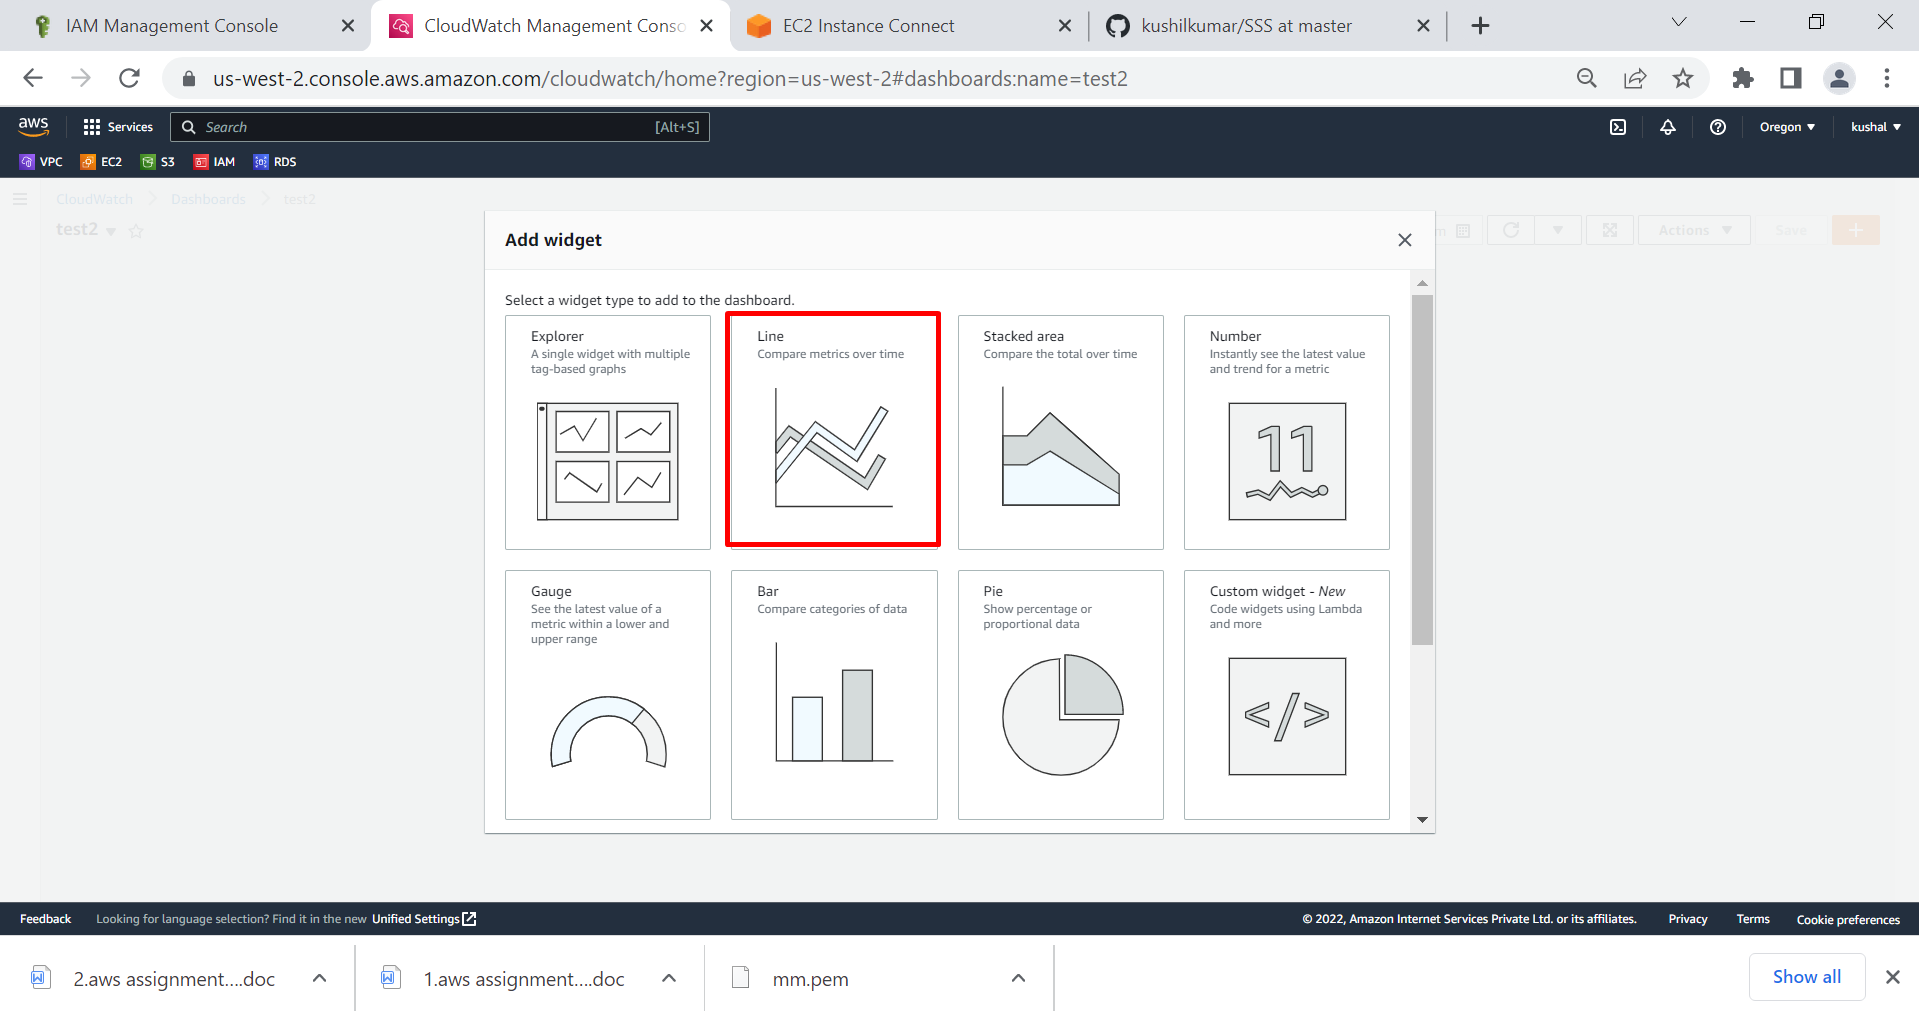 IAM Management Console
CloudWatch Management Conso
EC2 Instance Connect
kushilkumar/SSS at master
us-west-2.console.aws.amazon.com/cloudwatch/home?region=us-west-2#dashboards:name=test2
aws
Services
Search
[Alt+S]
Oregon
kushal
VPC
EC2
S3
IAM
RDS
CloudWatch
Dashboards
test2
test2
Actions
Save
Add widget
Select a widget type to add to the dashboard.
Explorer
A single widget with multiple
tag-based graphs
Line
Compare metrics over time
Stacked area
Compare the total over time
Number
Instantly see the latest value
and trend for a metric
11
Gauge
See the latest value of a
metric within a lower and
upper range
Bar
Compare categories of data
Pie
Show percentage or
proportional data
Custom widget - New
Code widgets using Lambda
and more
</>
Feedback
Looking for language selection? Find it in the new Unified Settings
© 2022, Amazon Internet Services Private Ltd. or its affiliates.
Privacy
Terms
Cookie preferences
2.aws assignment....doc
1.aws assignment....doc
mm.pem
Show all